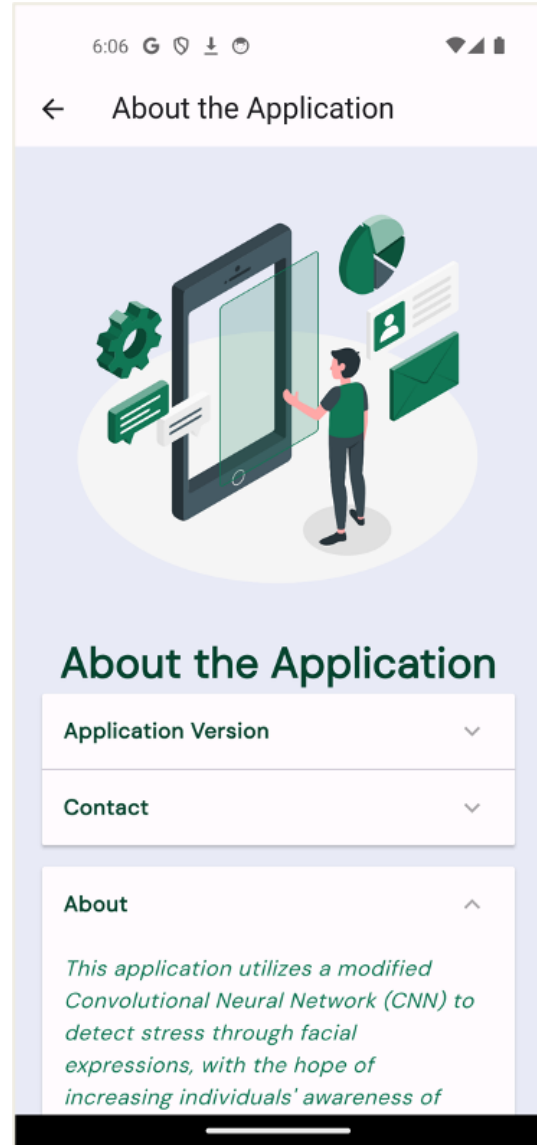 6:06
About the Application
About the Application
Application Version
Contact
About
This application utilizes a modified
Convolutional Neural Network (CNN) to
detect stress through facial
expressions, with the hope of
increasing individuals' awareness of